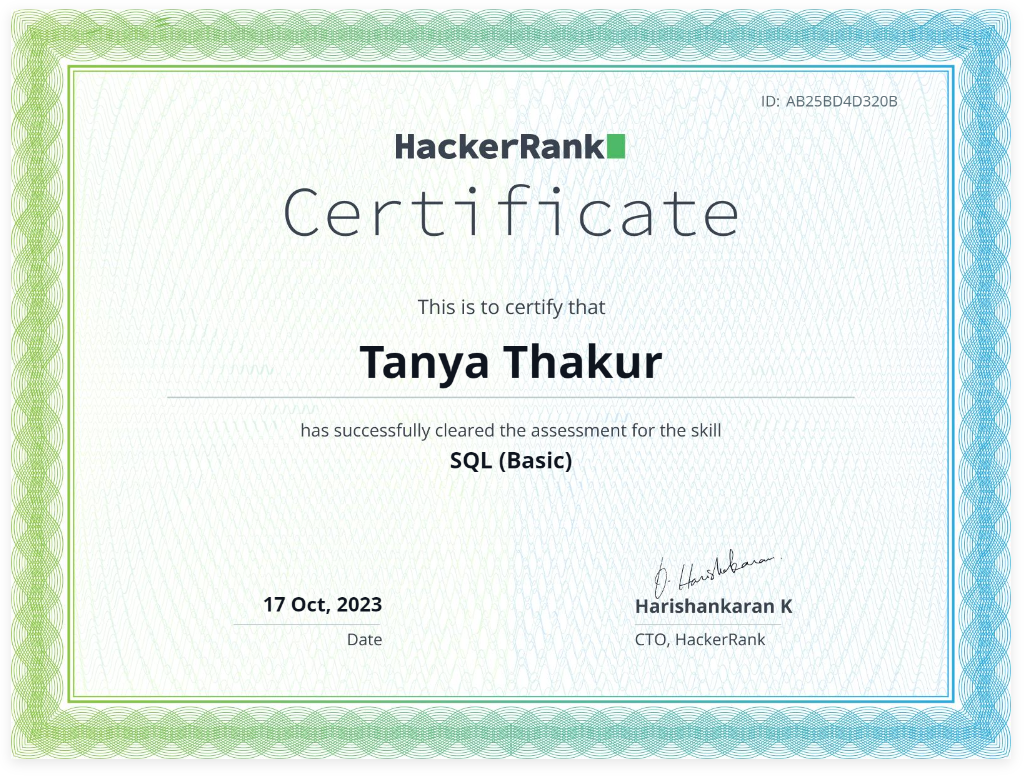 ID: AB25BD4D320B
HackerRank
Certificate
This is to certify that
Tanya Thakur
has successfully cleared the assessment for the skill
SQL (Basic)
17 Oct, 2023
Date
Harishankaran K
CTO, HackerRank